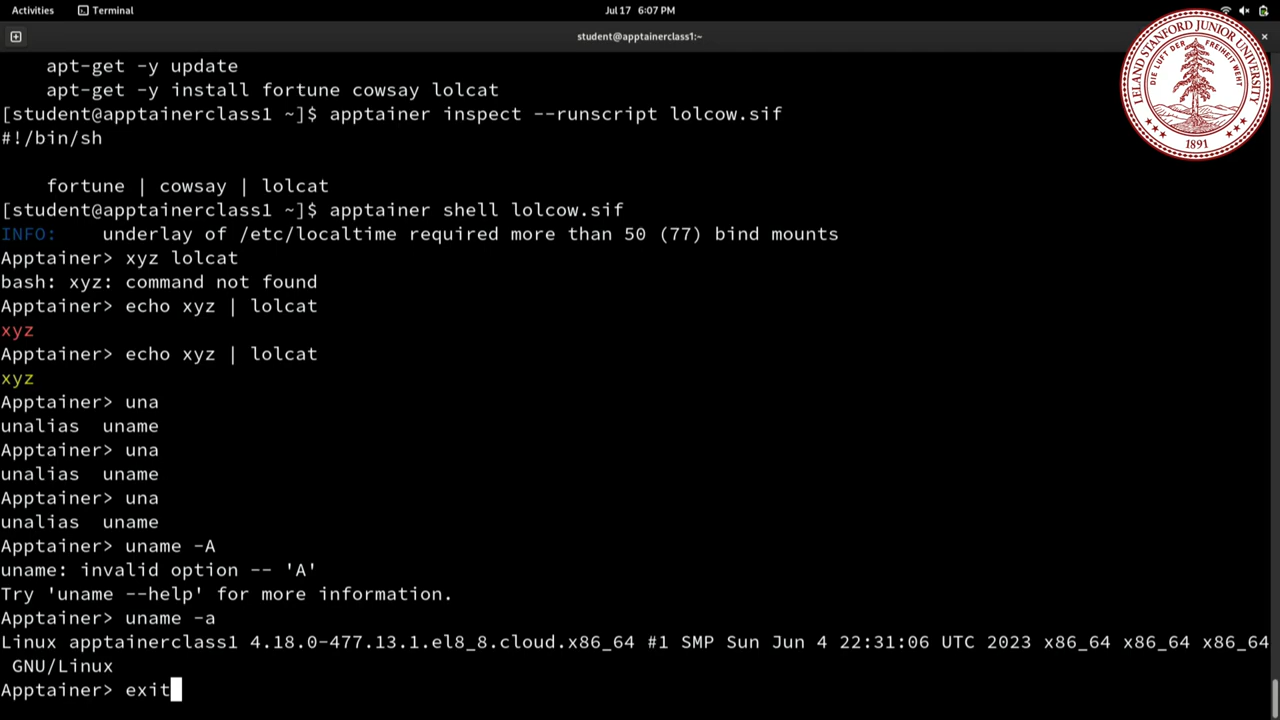 Activities
Terminal
Jul 17 6:07 PM
student@apptainerclass1:~
    apt-get -y update
    apt-get -y install fortune cowsay lolcat
[student@apptainerclass1 ~]$ apptainer inspect --runscript lolcow.sif
#!/bin/sh
    fortune | cowsay | lolcat
[student@apptainerclass1 ~]$ apptainer shell lolcow.sif
INFO:    underlay of /etc/localtime required more than 50 (77) bind mounts
Apptainer> xyz lolcat
bash: xyz: command not found
Apptainer> echo xyz | lolcat
xyz
Apptainer> echo xyz | lolcat
xyz
Apptainer> una
unalias  uname
Apptainer> una
unalias  uname
Apptainer> una
unalias  uname
Apptainer> uname -A
uname: invalid option -- 'A'
Try 'uname --help' for more information.
Apptainer> uname -a
Linux apptainerclass1 4.18.0-477.13.1.el8_8.cloud.x86_64 #1 SMP Sun Jun 4 22:31:06 UTC 2023 x86_64 x86_64 x86_64
 GNU/Linux
Apptainer> exit
LELAND STANFORD JUNIOR UNIVERSITY
DIE LUFT DER FREIHEIT WEHT
1891